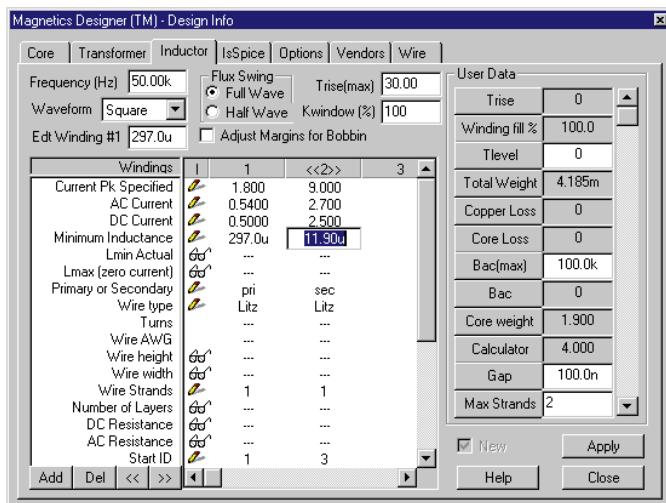 Magnetics Designer (TM) - Design Info
Core Transformer Inductor IsSpice Options Vendors Wire
Frequency (Hz) 50.00k
Waveform Square
Edt Winding #1 297.0u
Flux Swing
Full Wave
Half Wave
Trise(max) 30.00
Kwindow (%) 100
Adjust Margins for Bobbin
Windings I 1 <<2>> 3
Current Pk Specified 1.800 9.000
AC Current 0.5400 2.700
DC Current 0.5000 2.500
Minimum Inductance 297.0u 11.90u
Lmin Actual --- ---
Lmax (zero current) --- ---
Primary or Secondary pri sec
Wire type Litz Litz
Turns --- ---
Wire AWG --- ---
Wire height --- ---
Wire width --- ---
Wire Strands 1 1
Number of Layers --- ---
DC Resistance --- ---
AC Resistance --- ---
Start ID 1 3
Add Del << >>
User Data
Trise 0
Winding fill % 100.0
Tlevel 0
Total Weight 4.185m
Copper Loss 0
Core Loss 0
Bac(max) 100.0k
Bac 0
Core weight 1.900
Calculator 4.000
Gap 100.0n
Max Strands 2
New Apply
Help Close